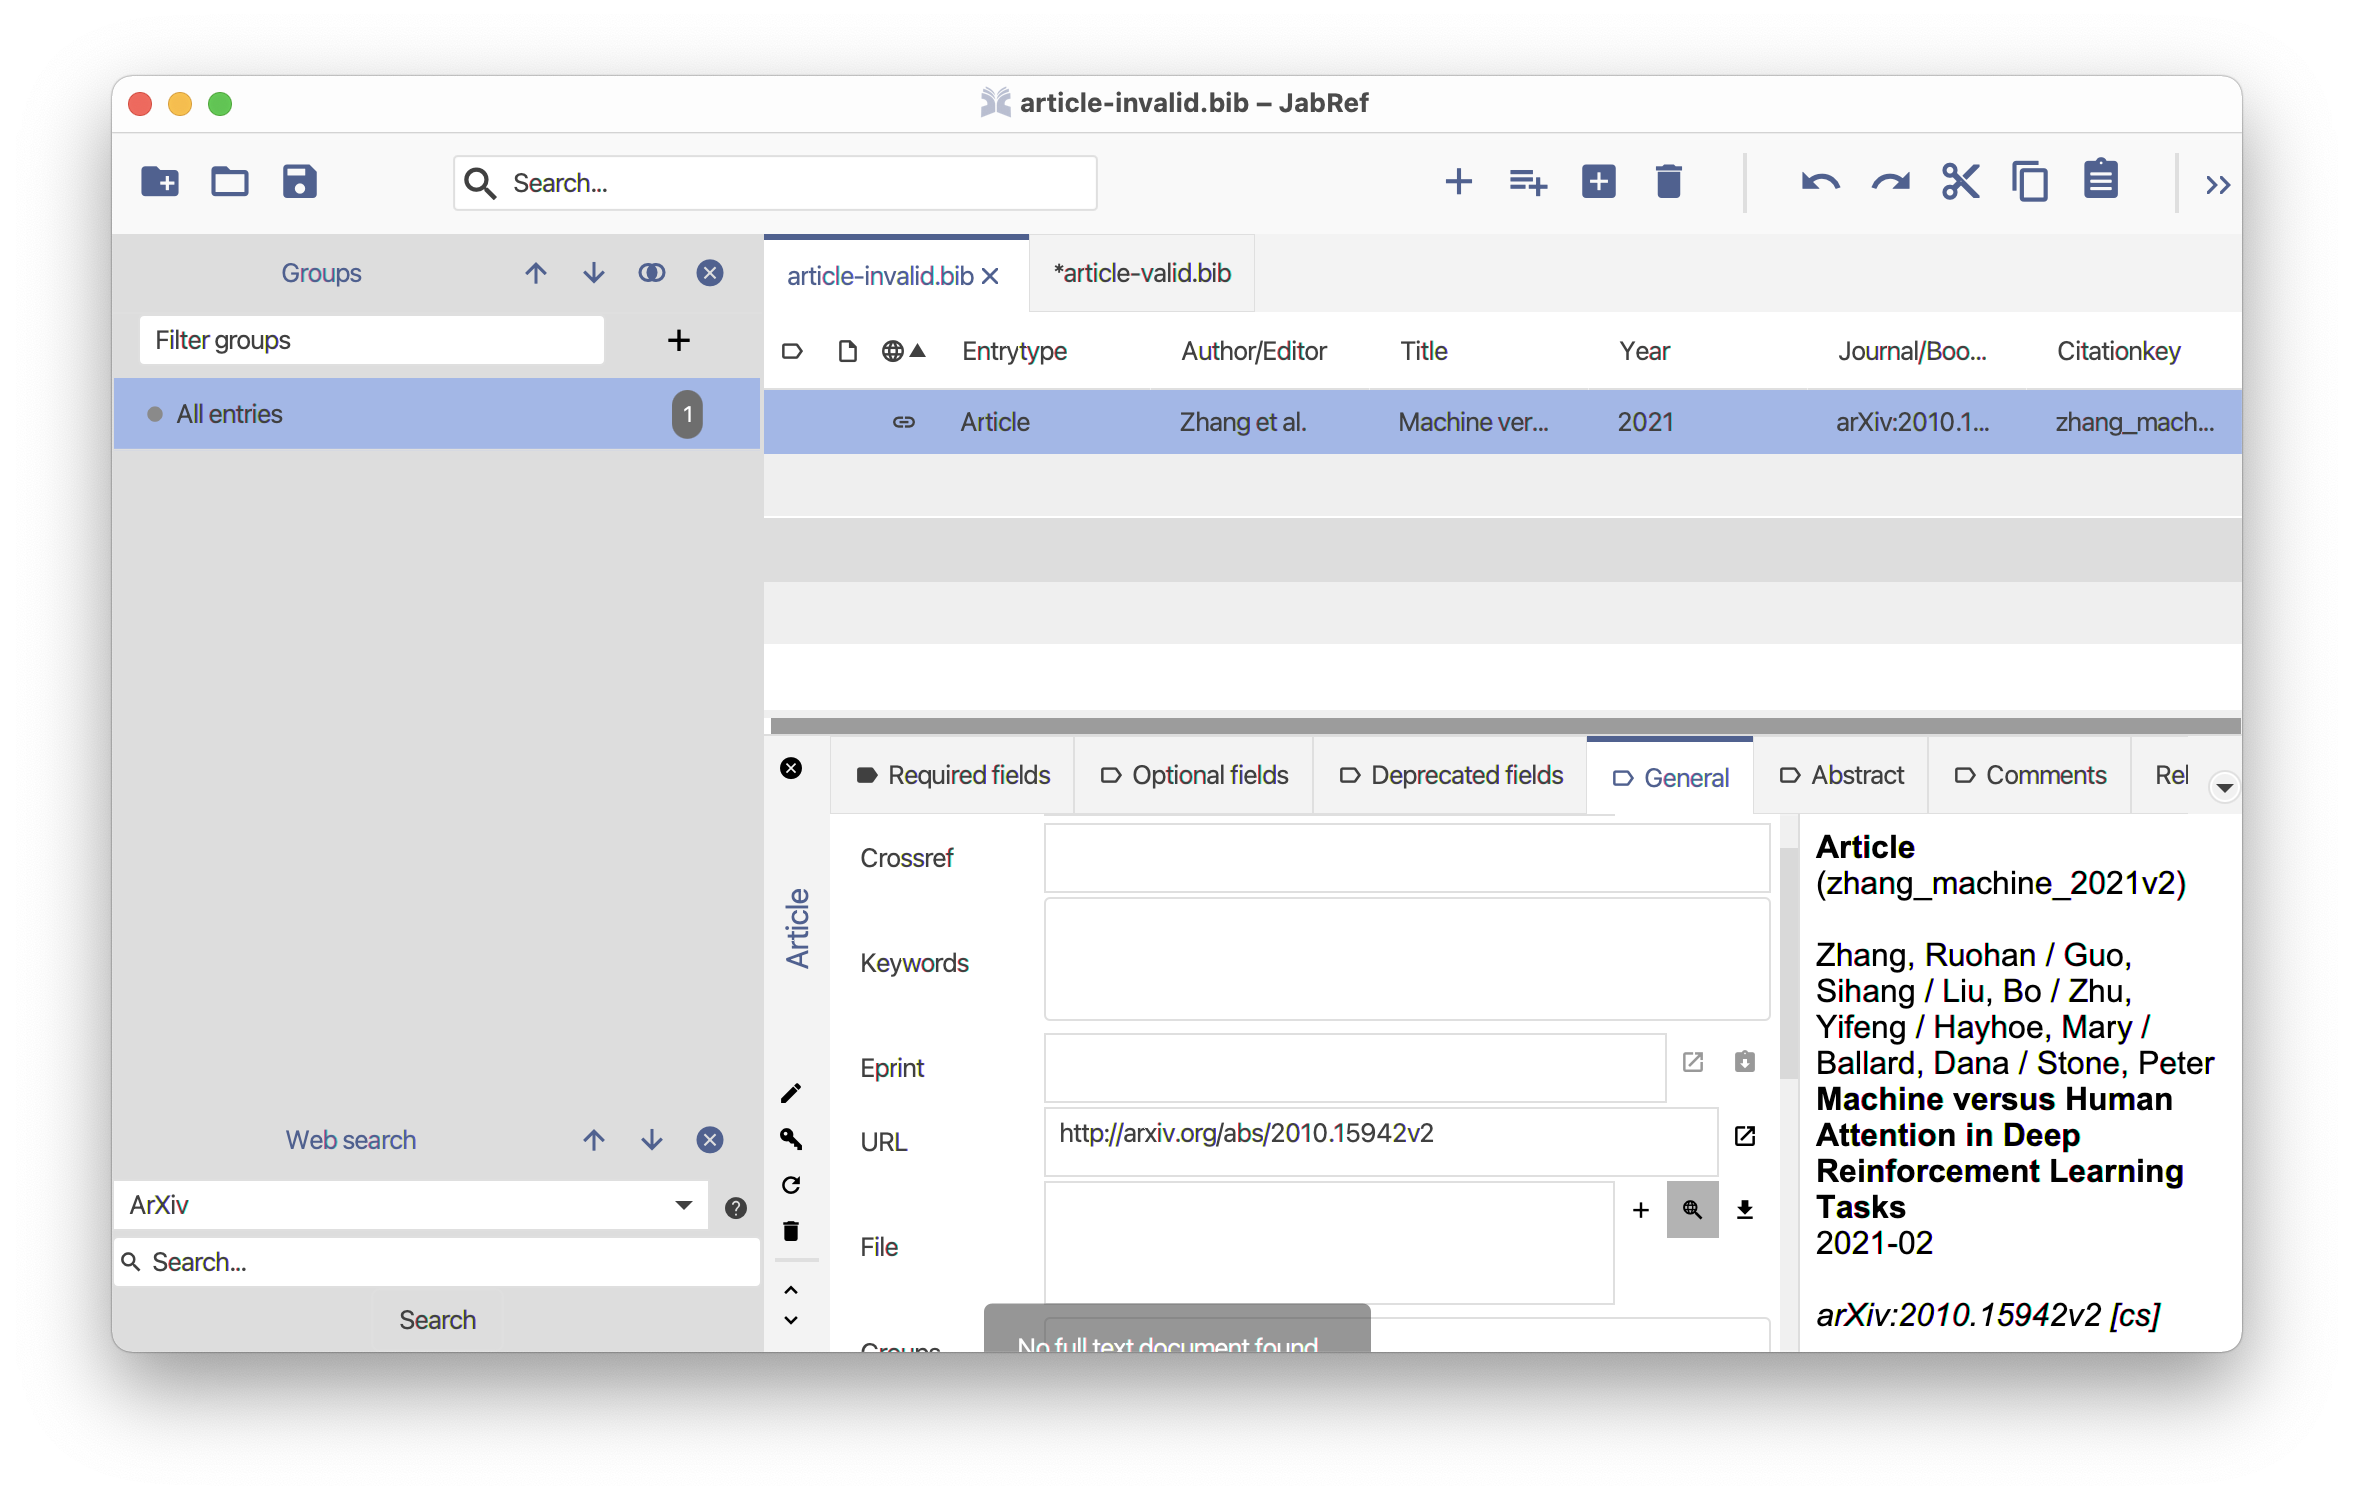 article-invalid.bib – JabRef
Search...
Groups
Filter groups
All entries
1
article-invalid.bib
*article-valid.bib
Entrytype
Author/Editor
Title
Year
Journal/Boo...
Citationkey
Article
Zhang et al.
Machine ver...
2021
arXiv:2010.1...
zhang_mach...
Required fields
Optional fields
Deprecated fields
General
Abstract
Comments
Rel
Article
Crossref
Keywords
Eprint
URL
http://arxiv.org/abs/2010.15942v2
File
Groups
No full text document found
Article
(zhang_machine_2021v2)
Zhang, Ruohan / Guo,
Sihang / Liu, Bo / Zhu,
Yifeng / Hayhoe, Mary /
Ballard, Dana / Stone, Peter
Machine versus Human
Attention in Deep
Reinforcement Learning
Tasks
2021-02
arXiv:2010.15942v2 [cs]
Web search
ArXiv
Search...
Search